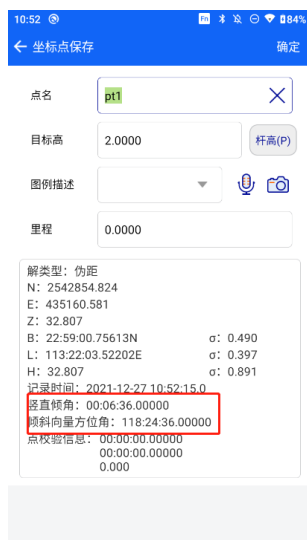 10:52 84%
坐标点保存 确定
点名 pt1
目标高 2.0000 杆高(P)
图例描述
里程 0.0000
解类型：伪距
N：2542854.824
E：435160.581
Z：32.807
B：22:59:00.75613N σ：0.490
L：113:22:03.52202E σ：0.397
H：32.807 σ：0.891
记录时间：2021-12-27 10:52:15.0
竖直倾角：00:06:36.00000
倾斜向量方位角：118:24:36.00000
点校验信息：00:00:00.00000
00:00:00.00000
0.000